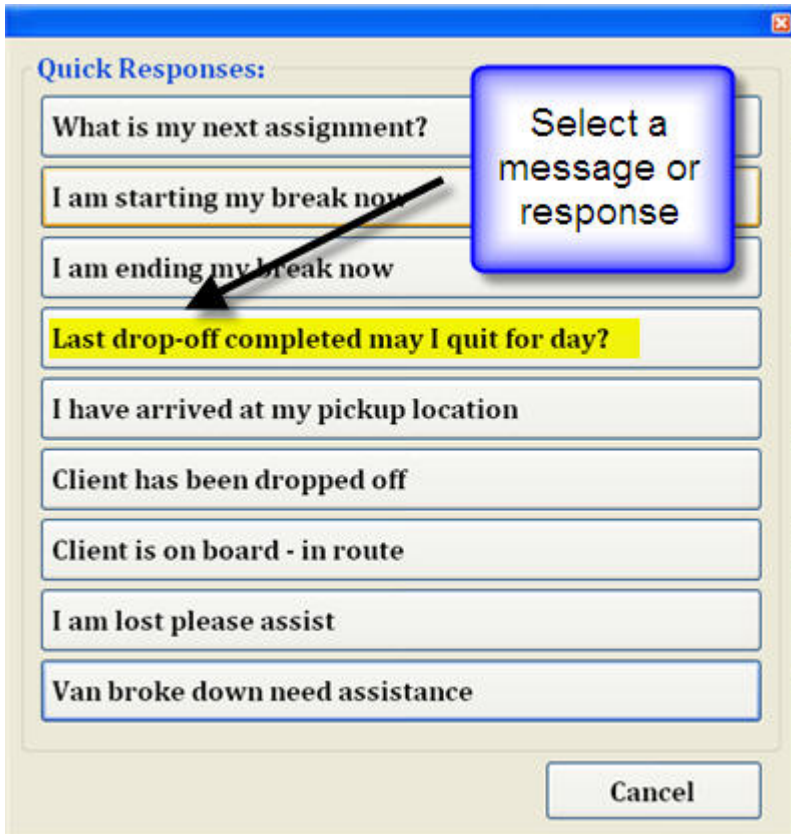 Quick Responses:
What is my next assignment?
Select a
message or
response
I am starting my break now
I am ending my break now
Last drop-off completed may I quit for day?
I have arrived at my pickup location
Client has been dropped off
Client is on board - in route
I am lost please assist
Van broke down need assistance
Cancel